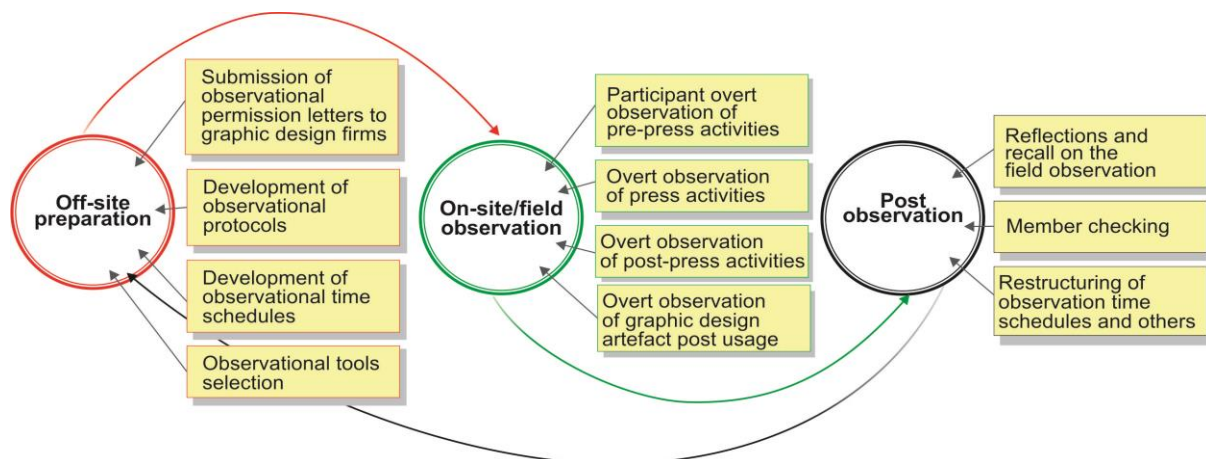 Off-site
preparation
Submission of
observational
permission letters to
graphic design firms
Development of
observational
protocols
Development of
observational time
schedules
Observational tools
selection
On-site/field
observation
Participant overt
observation of
pre-press activities
Overt observation
of press activities
Overt observation
of post-press activities
Overt observation
of graphic design
artefact post usage
Post
observation
Reflections and
recall on the
field observation
Member checking
Restructuring of
observation time
schedules and others